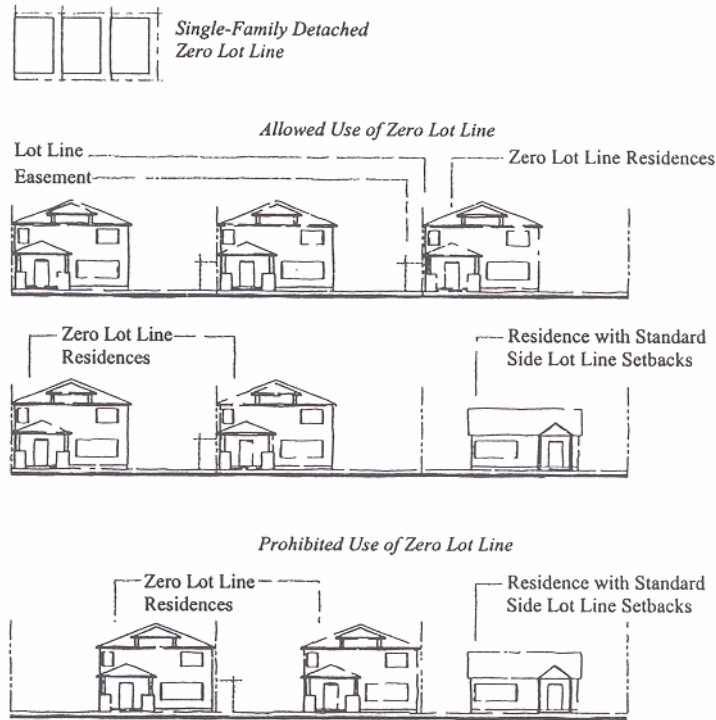 Single-Family Detached
Zero Lot Line
Allowed Use of Zero Lot Line
Lot Line
Zero Lot Line Residences
Easement
Zero Lot Line
Residences
Residence with Standard
Side Lot Line Setbacks
Prohibited Use of Zero Lot Line
Zero Lot Line
Residences
Residence with Standard
Side Lot Line Setbacks